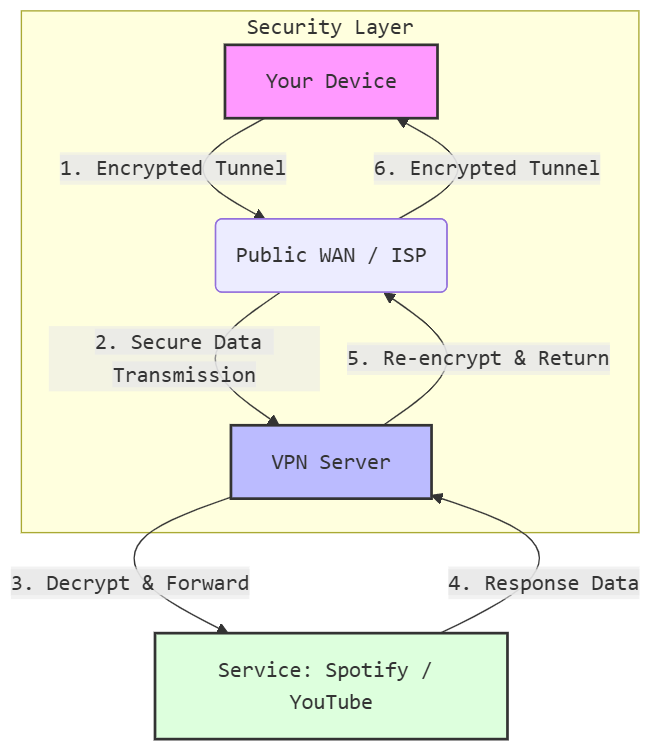 Security Layer
Your Device
1. Encrypted Tunnel
6. Encrypted Tunnel
Public WAN / ISP
2. Secure Data
Transmission
5. Re-encrypt & Return
VPN Server
3. Decrypt & Forward
4. Response Data
Service: Spotify /
YouTube